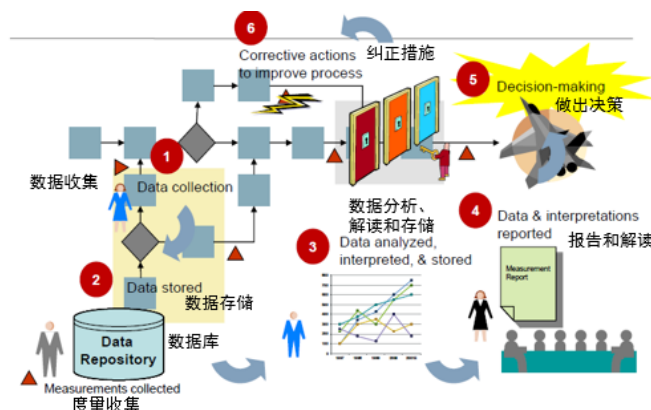 6
Corrective actions
to improve process
纠正措施
5
Decision-making
做出决策
1
数据收集
Data collection
数据分析、
解读和存储
3
Data analyzed,
interpreted, & stored
4
Data & interpretations
reported
报告和解读
Measurement
Report
2
Data stored
数据存储
Data
Repository
数据库
Measurements collected
度量收集